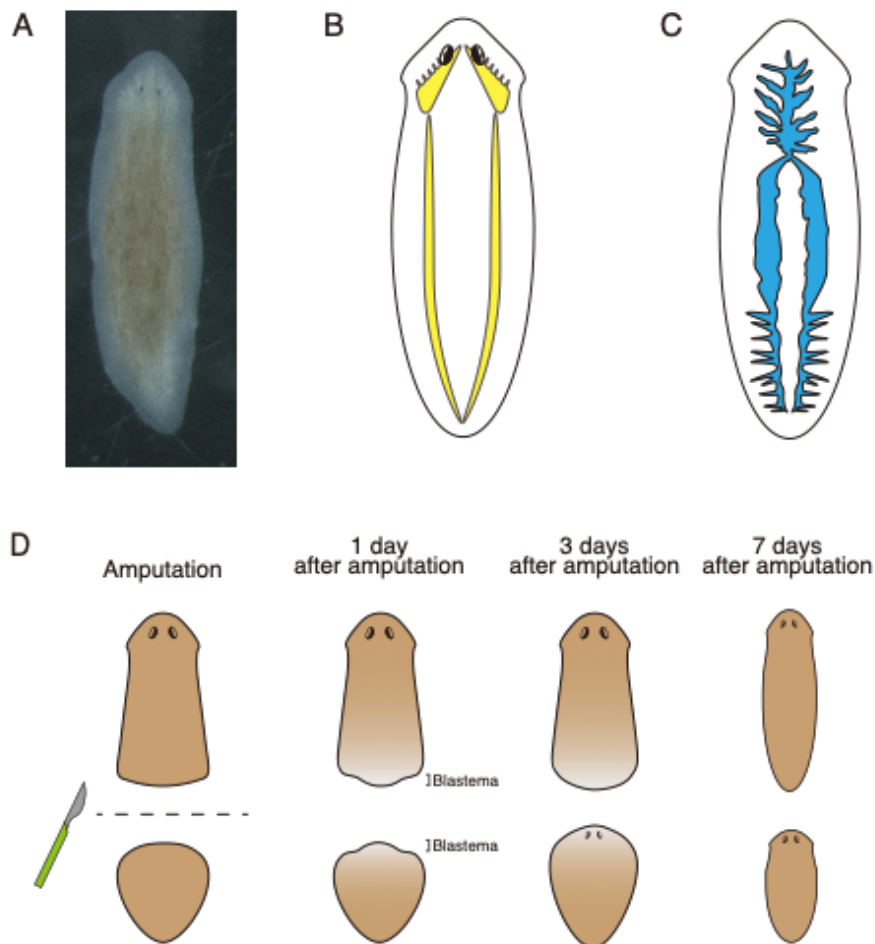 A
B
C
D
Amputation
1 day
after amputation
3 days
after amputation
7 days
after amputation
Blastema
Blastema